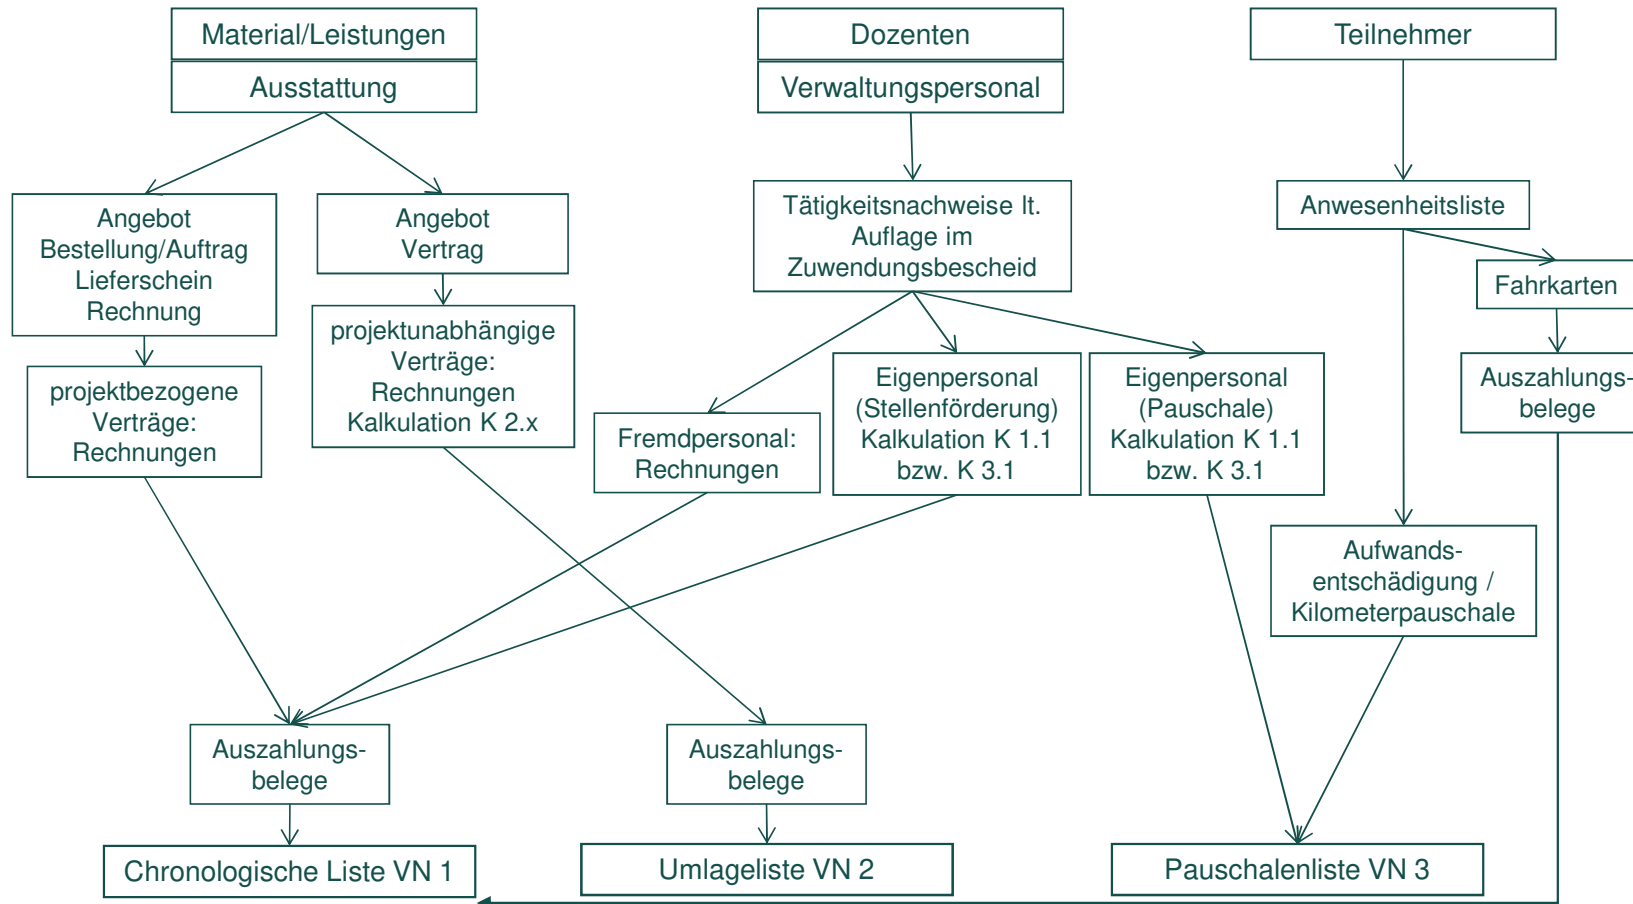 Material/Leistungen
Ausstattung
Dozenten
Verwaltungspersonal
Teilnehmer
Angebot
Bestellung/Auftrag
Lieferschein
Rechnung
Angebot
Vertrag
Tätigkeitsnachweise lt.
Auflage im
Zuwendungsbescheid
Anwesenheitsliste
Fahrkarten
projektbezogene
Verträge:
Rechnungen
projektunabhängige
Verträge:
Rechnungen
Kalkulation K 2.x
Fremdpersonal:
Rechnungen
Eigenpersonal
(Stellenförderung)
Kalkulation K 1.1
bzw. K 3.1
Eigenpersonal
(Pauschale)
Kalkulation K 1.1
bzw. K 3.1
Auszahlungs-
belege
Aufwands-
entschädigung /
Kilometerpauschale
Auszahlungs-
belege
Auszahlungs-
belege
Chronologische Liste VN 1
Umlageliste VN 2
Pauschalenliste VN 3